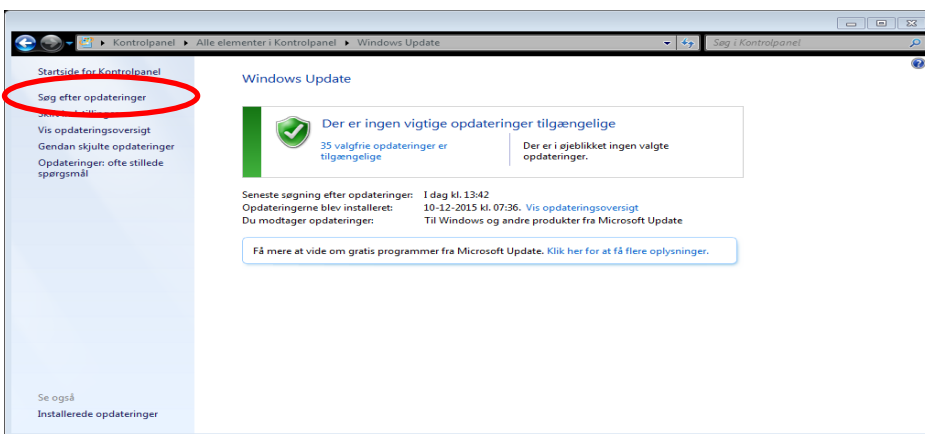 Kontrolpanel ▸ Alle elementer i Kontrolpanel ▸ Windows Update
Søg i Kontrolpanel
Startside for Kontrolpanel
Søg efter opdateringer
Vis opdateringsoversigt
Gendan skjulte opdateringer
Opdateringer: ofte stillede
spørgsmål
Se også
Installerede opdateringer
Windows Update
Der er ingen vigtige opdateringer tilgængelige
35 valgfrie opdateringer er
tilgængelige
Der er i øjeblikket ingen valgte
opdateringer.
Seneste søgning efter opdateringer: I dag kl. 13:42
Opdateringerne blev installeret: 10-12-2015 kl. 07:36. Vis opdateringsoversigt
Du modtager opdateringer: Til Windows og andre produkter fra Microsoft Update
Få mere at vide om gratis programmer fra Microsoft Update. Klik her for at få flere oplysninger.